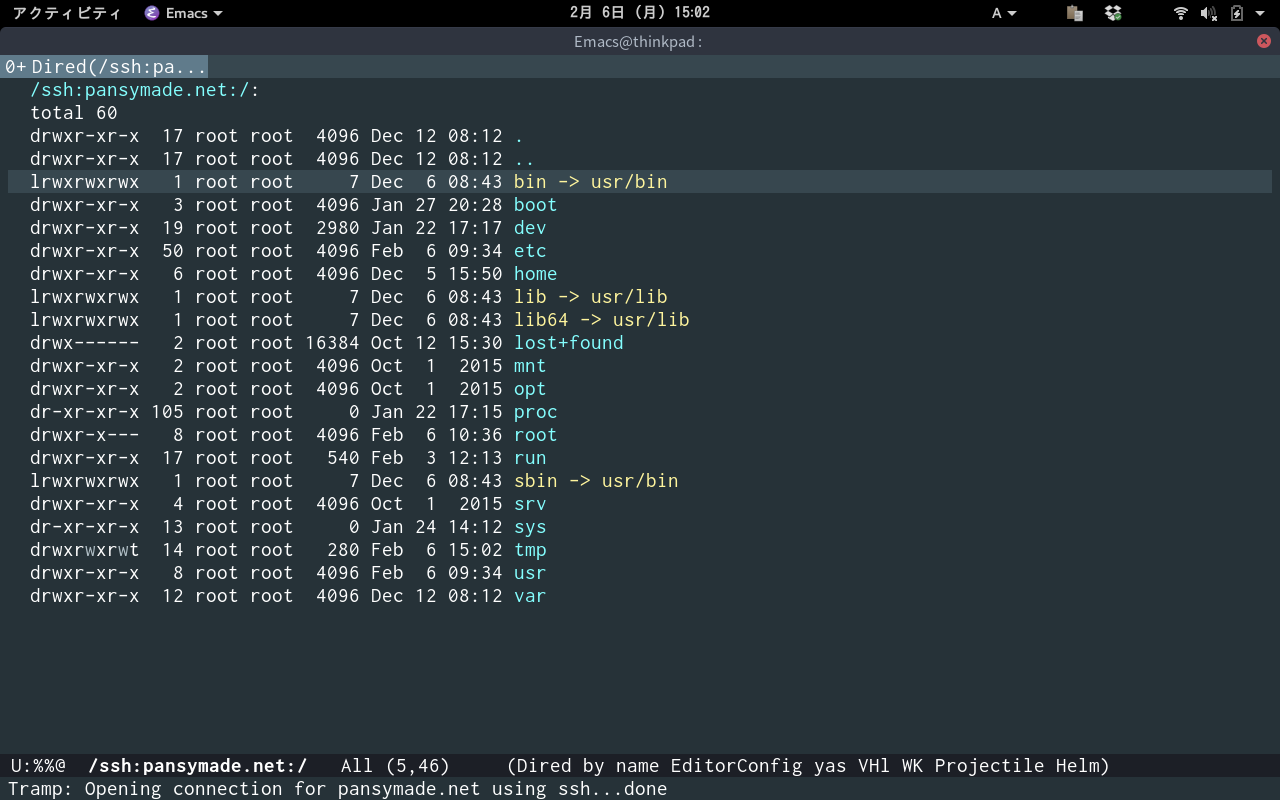 アクティビティ Emacs 2月 6日 (月) 15:02 A
Emacs@thinkpad:
0+ Dired(/ssh:pa...
/ssh:pansymade.net:/:
total 60
drwxr-xr-x  17 root root  4096 Dec 12 08:12 .
drwxr-xr-x  17 root root  4096 Dec 12 08:12 ..
lrwxrwxrwx   1 root root     7 Dec  6 08:43 bin -> usr/bin
drwxr-xr-x   3 root root  4096 Jan 27 20:28 boot
drwxr-xr-x  19 root root  2980 Jan 22 17:17 dev
drwxr-xr-x  50 root root  4096 Feb  6 09:34 etc
drwxr-xr-x   6 root root  4096 Dec  5 15:50 home
lrwxrwxrwx   1 root root     7 Dec  6 08:43 lib -> usr/lib
lrwxrwxrwx   1 root root     7 Dec  6 08:43 lib64 -> usr/lib
drwx------   2 root root 16384 Oct 12 15:30 lost+found
drwxr-xr-x   2 root root  4096 Oct  1  2015 mnt
drwxr-xr-x   2 root root  4096 Oct  1  2015 opt
dr-xr-xr-x 105 root root     0 Jan 22 17:15 proc
drwxr-x---   8 root root  4096 Feb  6 10:36 root
drwxr-xr-x  17 root root   540 Feb  3 12:13 run
lrwxrwxrwx   1 root root     7 Dec  6 08:43 sbin -> usr/bin
drwxr-xr-x   4 root root  4096 Oct  1  2015 srv
dr-xr-xr-x  13 root root     0 Jan 24 14:12 sys
drwxrwxrwt  14 root root   280 Feb  6 15:02 tmp
drwxr-xr-x   8 root root  4096 Feb  6 09:34 usr
drwxr-xr-x  12 root root  4096 Dec 12 08:12 var
U:%%@  /ssh:pansymade.net:/   All (5,46)     (Dired by name EditorConfig yas VHl WK Projectile Helm)
Tramp: Opening connection for pansymade.net using ssh...done